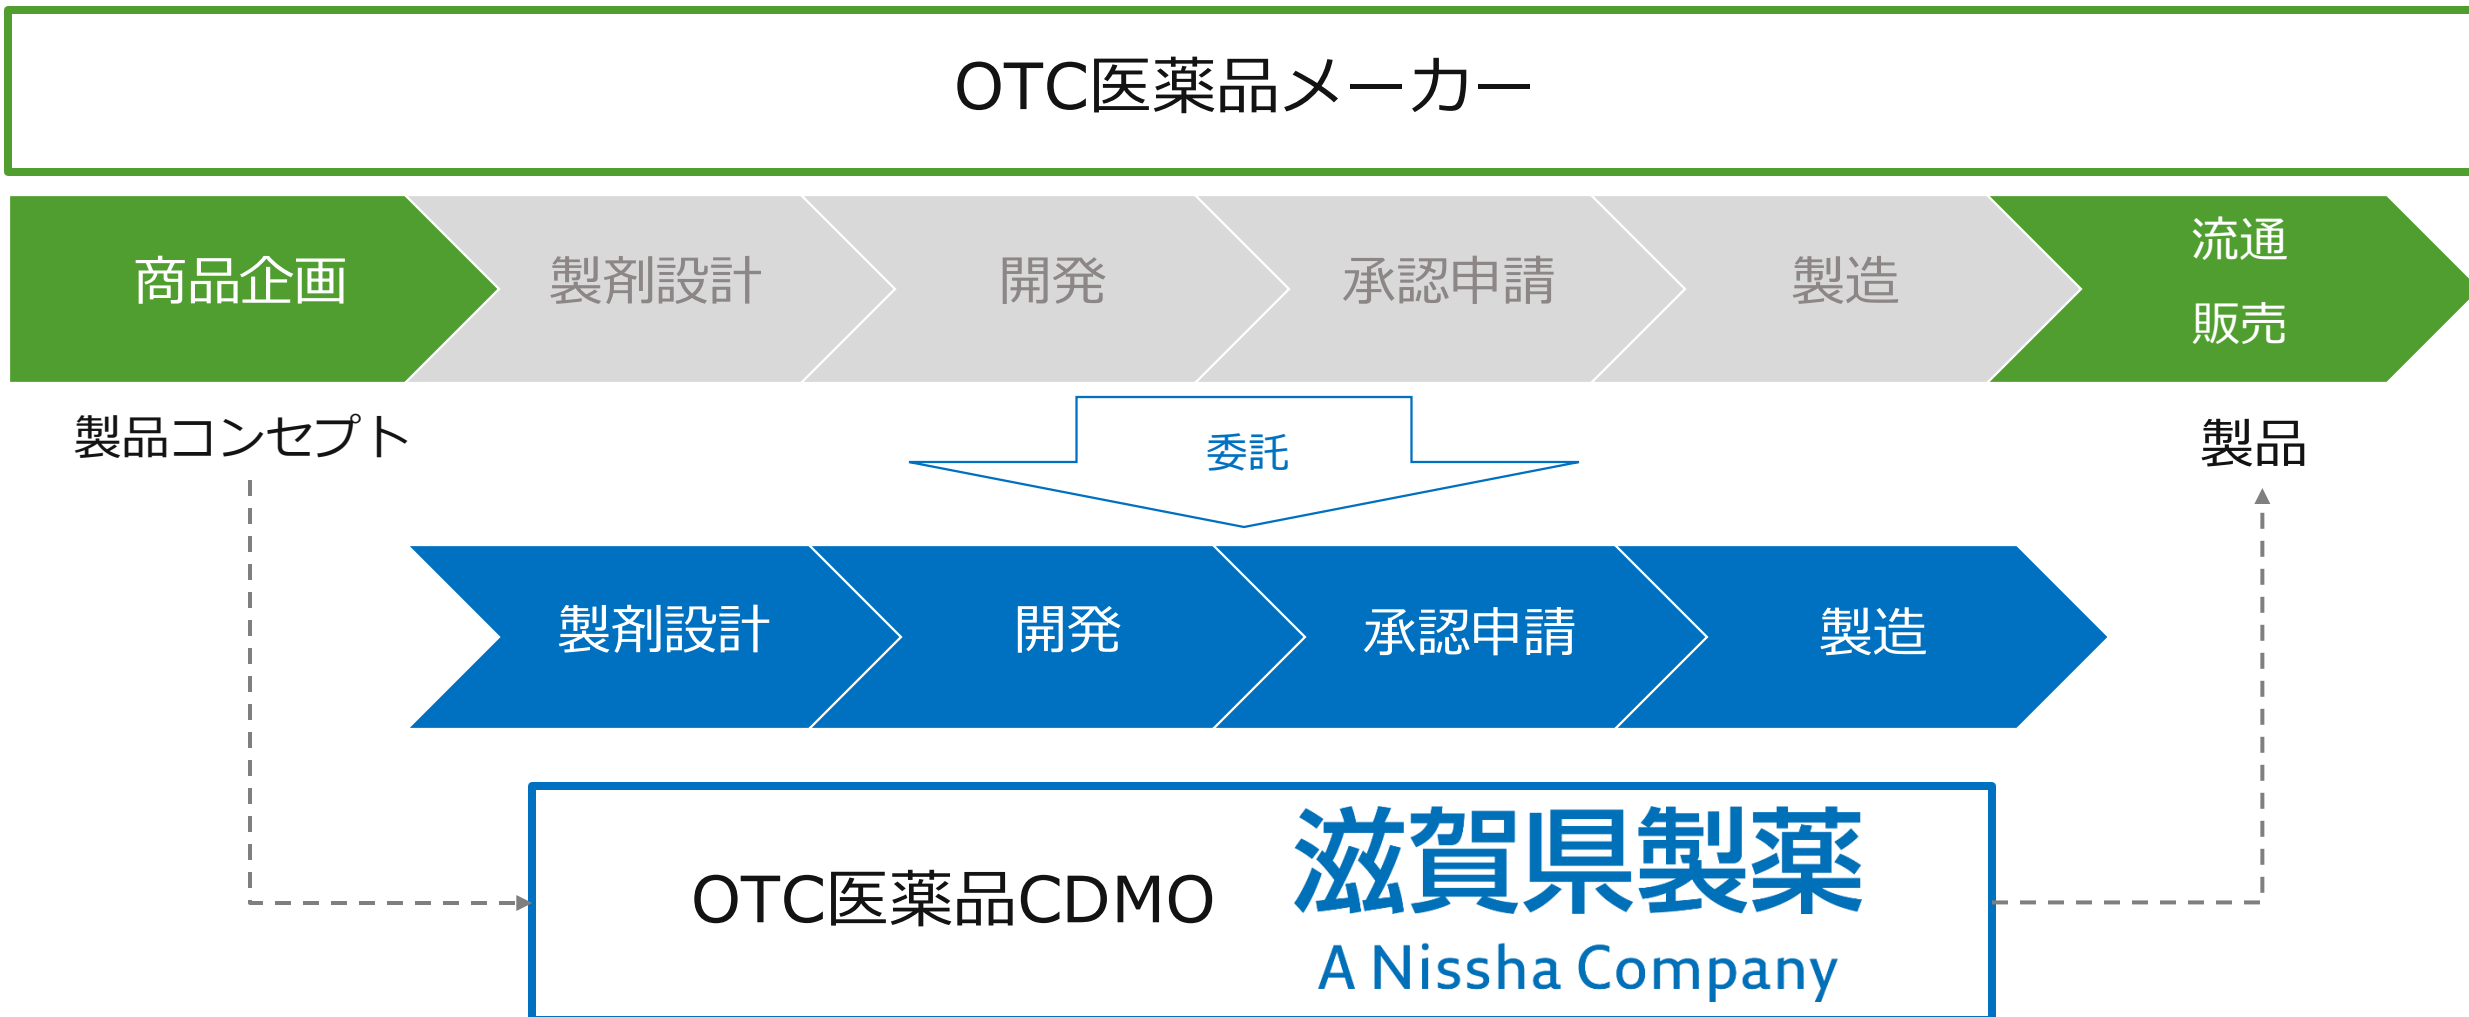 OTC医薬品メーカー
商品企画
製剤設計
開発
承認申請
製造
流通
販売
製品コンセプト
委託
製品
製剤設計
開発
承認申請
製造
OTC医薬品CDMO
滋賀県製薬
A Nissha Company